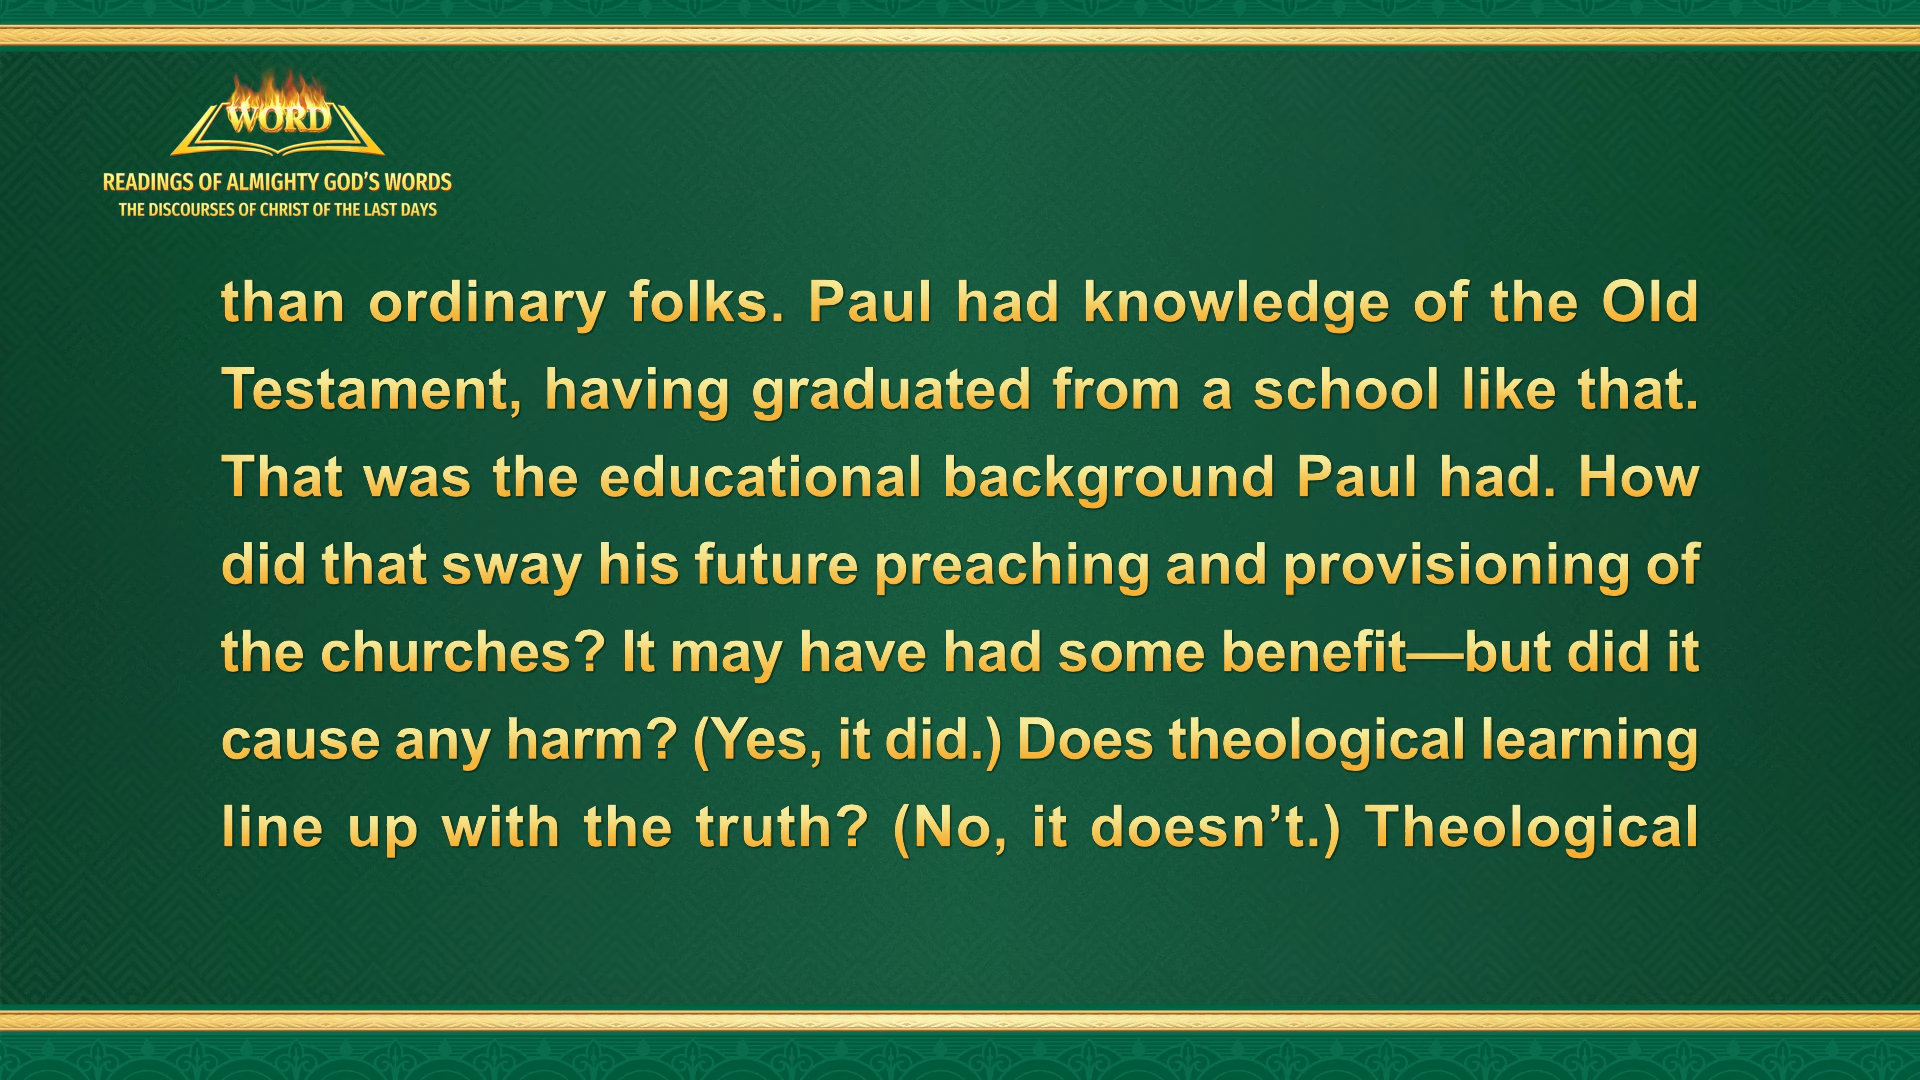 WORD
READINGS OF ALMIGHTY GOD’S WORDS
THE DISCOURSES OF CHRIST OF THE LAST DAYS
than ordinary folks. Paul had knowledge of the Old
Testament, having graduated from a school like that.
That was the educational background Paul had. How
did that sway his future preaching and provisioning of
the churches? It may have had some benefit—but did it
cause any harm? (Yes, it did.) Does theological learning
line up with the truth? (No, it doesn’t.) Theological